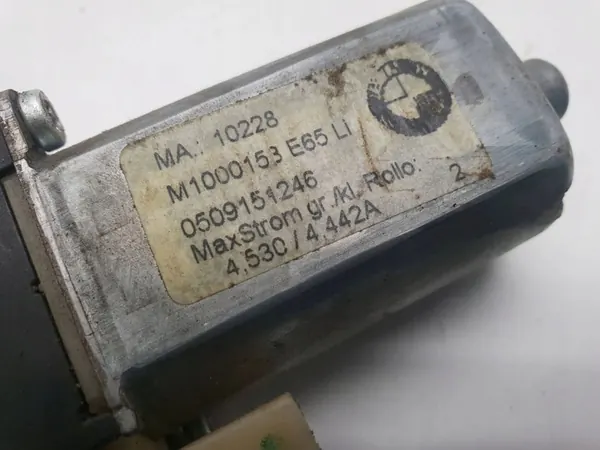 MA.: 10228
M1000153 E65 LI
0509151246
MaxStrom gr./kl. Rollo: 2
4,530 / 4,442A